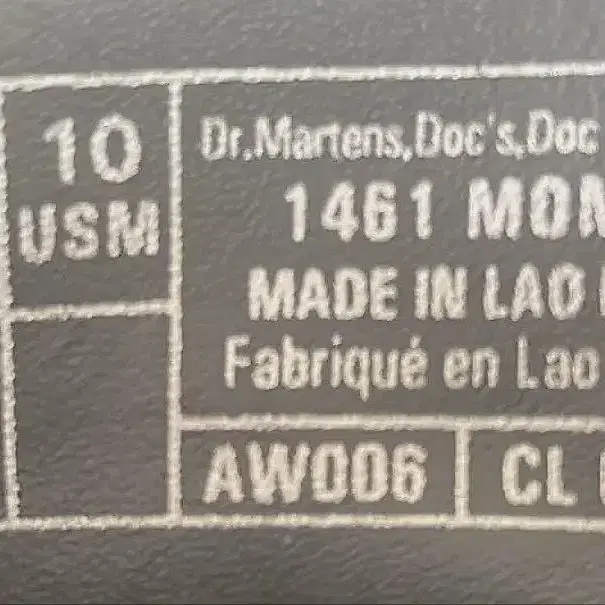 10
USM
Dr.Martens,Doc's,Doc
1461 MON
MADE IN LAO
Fabriqué en Lao
AW006
CL